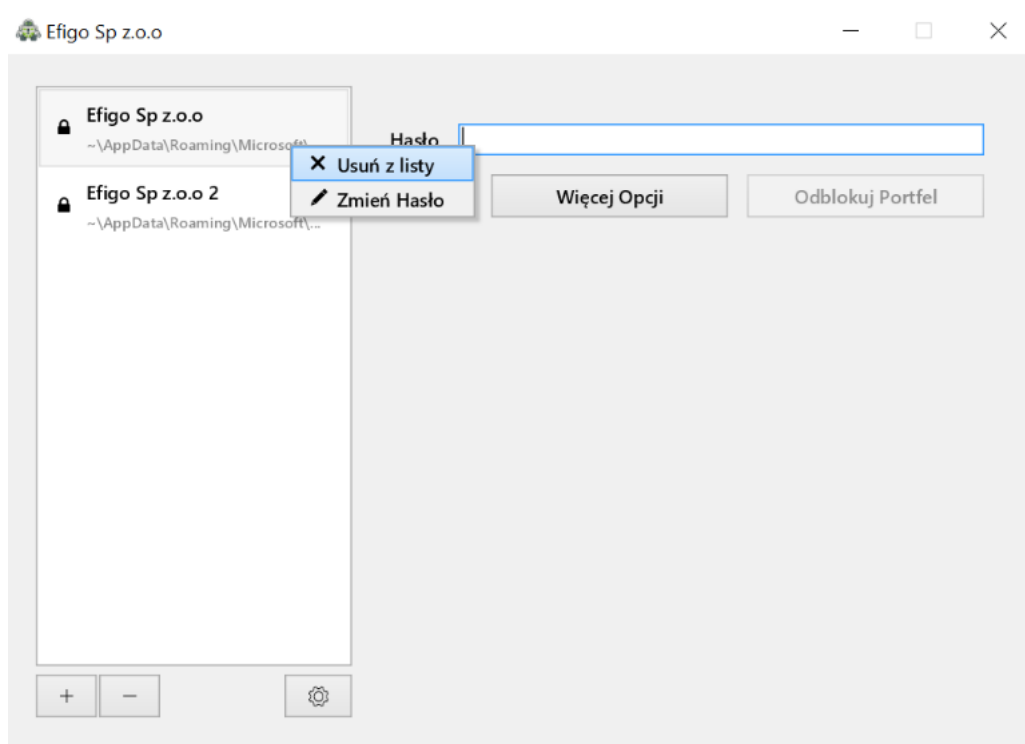 Efigo Sp z.o.o
Efigo Sp z.o.o
~\AppData\Roaming\Microsoft\...
Hasło
Usuń z listy
Zmień Hasło
Efigo Sp z.o.o 2
~\AppData\Roaming\Microsoft\...
Więcej Opcji
Odblokuj Portfel